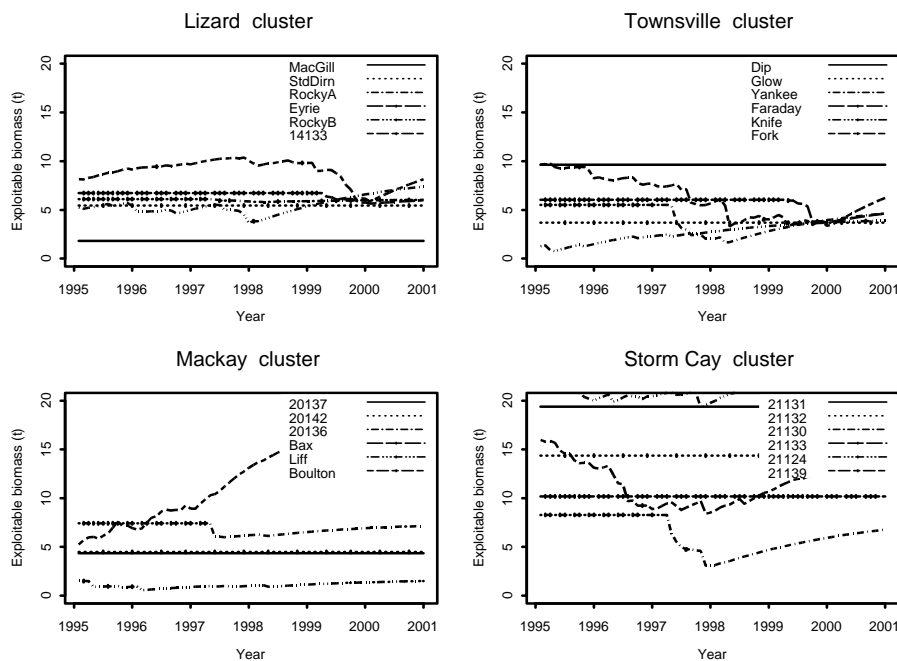 Lizard cluster
Exploitable biomass (t)
0 5 10 15 20
MacGill
StdDirn
RockyA
Eyrie
RockyB
14133
1995 1996 1997 1998 1999 2000 2001
Year
Townsville cluster
Exploitable biomass (t)
0 5 10 15 20
Dip
Glow
Yankee
Faraday
Knife
Fork
1995 1996 1997 1998 1999 2000 2001
Year
Mackay cluster
Exploitable biomass (t)
0 5 10 15 20
20137
20142
20136
Bax
Liff
Boulton
1995 1996 1997 1998 1999 2000 2001
Year
Storm Cay cluster
Exploitable biomass (t)
0 5 10 15 20
21131
21132
21130
21133
21124
21139
1995 1996 1997 1998 1999 2000 2001
Year